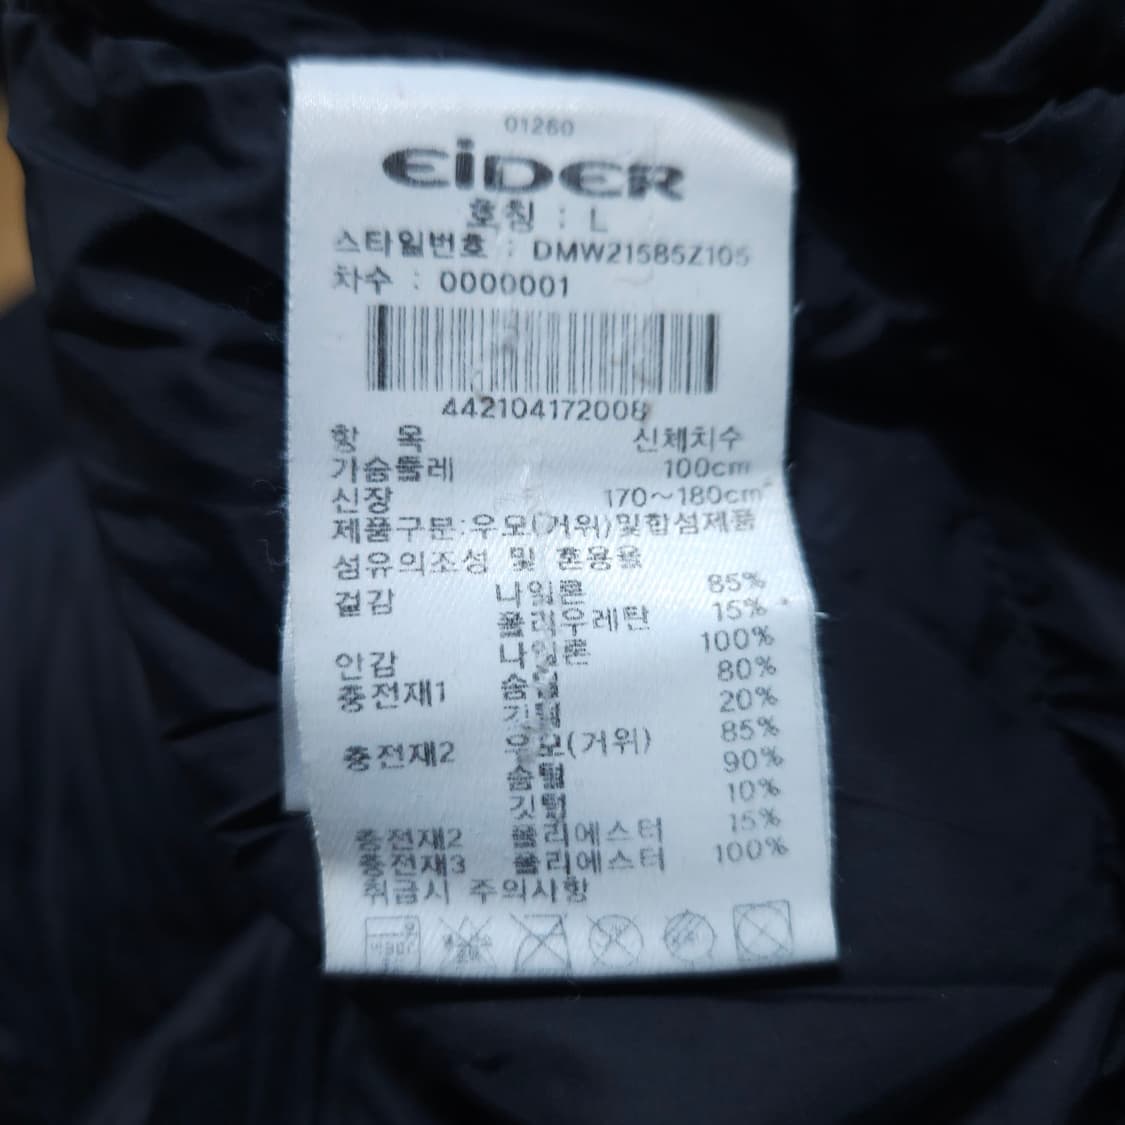 01260
EiDER
호칭 : L
스타일번호 : DMW21585Z105
차수 : 0000001
442104172008
항 목 신체치수
가슴둘레 100cm
신장 170~180cm
제품구분:우모(거위)및합섬제품
섬유의조성 및 혼용율
겉감 나일론 85%
폴리우레탄 15%
안감 나일론 100%
충전재1 솜털 80%
깃털 20%
충전재2 우모(거위) 85%
솜털 90%
깃털 10%
충전재2 폴리에스터 15%
충전재3 폴리에스터 100%
취급시 주의사항